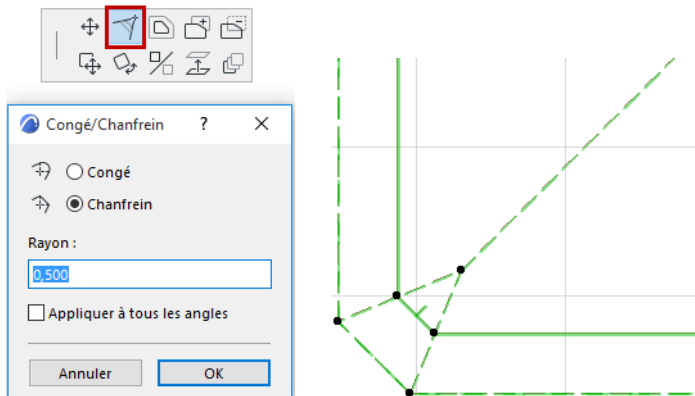 Congé/Chanfrein ?
Congé
Chanfrein
Rayon :
0,500
Appliquer à tous les angles
Annuler OK